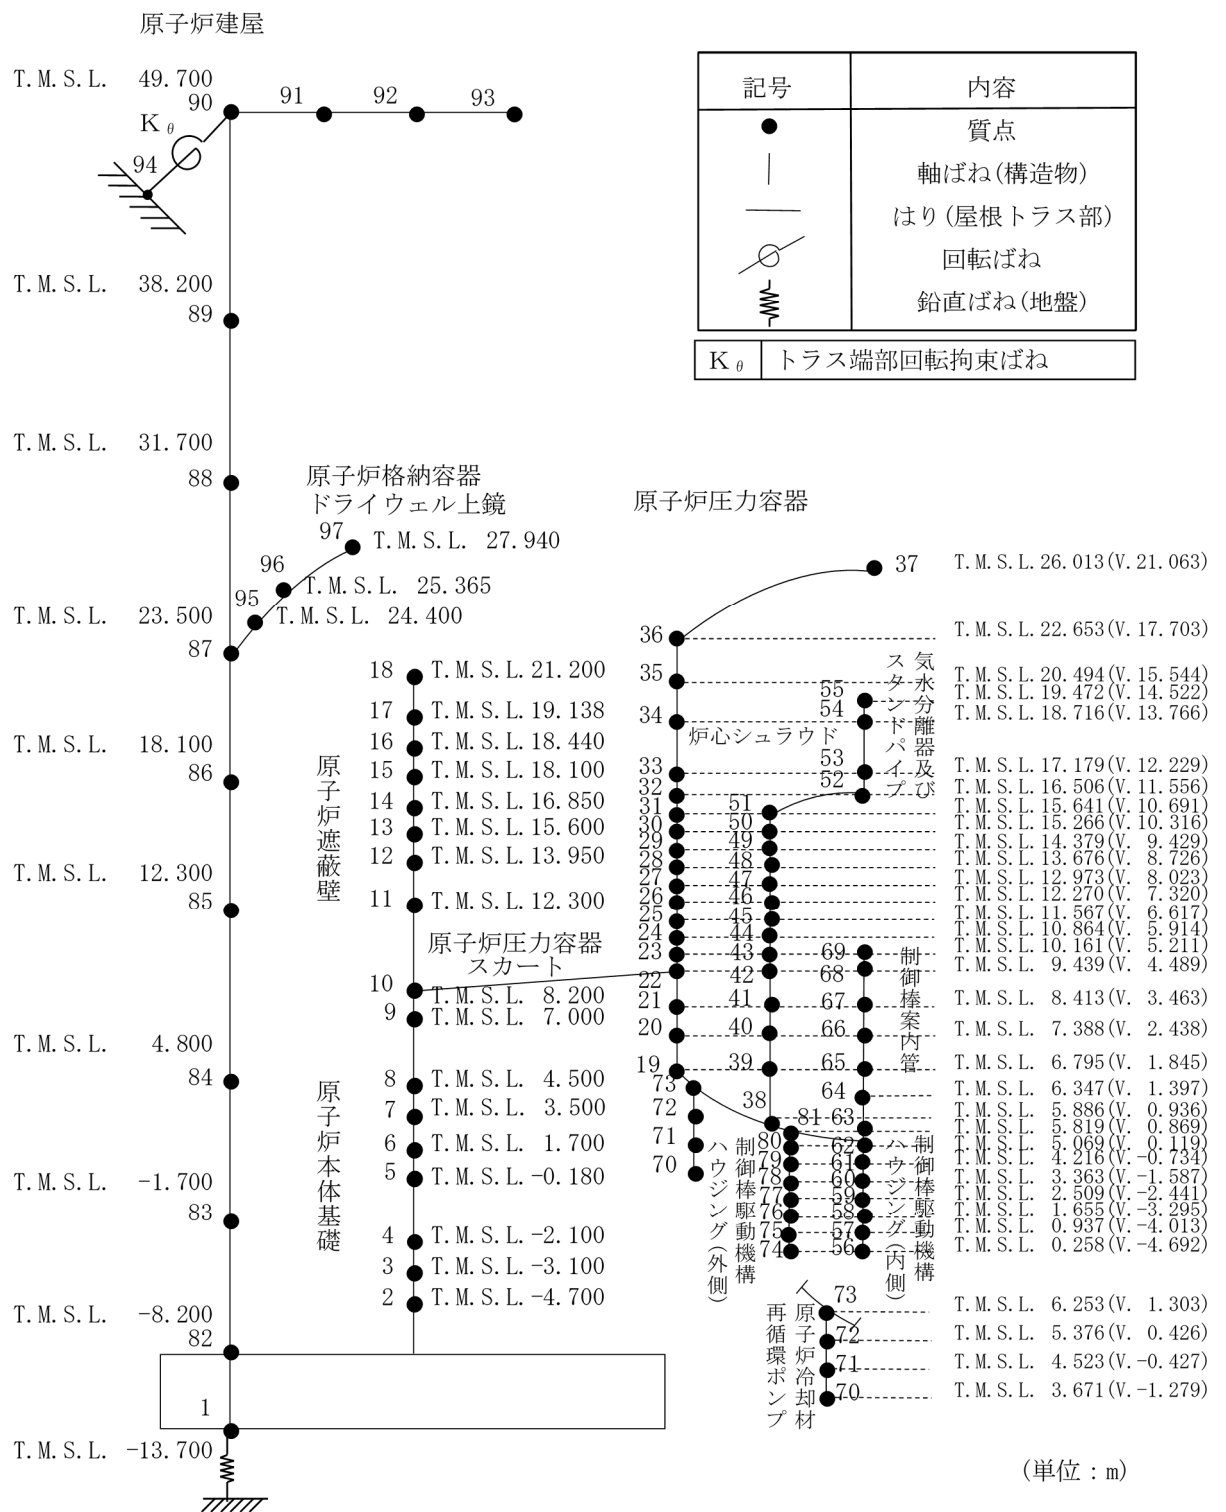 原子炉建屋
T.M.S.L. 49.700
90
91
92
93
Kθ
94
T.M.S.L. 38.200
89
T.M.S.L. 31.700
88
T.M.S.L. 23.500
87
T.M.S.L. 18.100
86
T.M.S.L. 12.300
85
T.M.S.L. 4.800
84
T.M.S.L. -1.700
83
T.M.S.L. -8.200
82
1
T.M.S.L. -13.700
記号 内容
質点
軸ばね(構造物)
はり(屋根トラス部)
回転ばね
鉛直ばね(地盤)
Kθ トラス端部回転拘束ばね
原子炉格納容器
ドライウェル上鏡
97 T.M.S.L. 27.940
96 T.M.S.L. 25.365
95 T.M.S.L. 24.400
18 T.M.S.L.21.200
17 T.M.S.L.19.138
16 T.M.S.L.18.440
15 T.M.S.L.18.100
14 T.M.S.L.16.850
13 T.M.S.L.15.600
12 T.M.S.L.13.950
11 T.M.S.L.12.300
原子炉遮蔽壁
原子炉圧力容器
スカート
10 T.M.S.L. 8.200
9 T.M.S.L. 7.000
8 T.M.S.L. 4.500
7 T.M.S.L. 3.500
6 T.M.S.L. 1.700
5 T.M.S.L.-0.180
4 T.M.S.L.-2.100
3 T.M.S.L.-3.100
2 T.M.S.L.-4.700
原子炉本体基礎
原子炉圧力容器
37
36
35
34
33
32
31
30
29
28
27
26
25
24
23
22
21
20
19
73
72
71
70
炉心シュラウド
51
50
49
48
47
46
45
44
43
42
41
40
39
38
気水分離器及び
スタンドパイプ
55
54
53
52
制御棒案内管
69
68
67
66
65
64
63
制御棒駆動機構
ハウジング(外側)
81
80
79
78
77
76
75
74
制御棒駆動機構
ハウジング(内側)
62
61
60
59
58
57
56
原子炉冷却材
再循環ポンプ
73
72
71
70
T.M.S.L.26.013(V.21.063)
T.M.S.L.22.653(V.17.703)
T.M.S.L.20.494(V.15.544)
T.M.S.L.19.472(V.14.522)
T.M.S.L.18.716(V.13.766)
T.M.S.L.17.179(V.12.229)
T.M.S.L.16.506(V.11.556)
T.M.S.L.15.641(V.10.691)
T.M.S.L.15.266(V.10.316)
T.M.S.L.14.379(V. 9.429)
T.M.S.L.13.676(V. 8.726)
T.M.S.L.12.973(V. 8.023)
T.M.S.L.12.270(V. 7.320)
T.M.S.L.11.567(V. 6.617)
T.M.S.L.10.864(V. 5.914)
T.M.S.L.10.161(V. 5.211)
T.M.S.L. 9.439(V. 4.489)
T.M.S.L. 8.413(V. 3.463)
T.M.S.L. 7.388(V. 2.438)
T.M.S.L. 6.795(V. 1.845)
T.M.S.L. 6.347(V. 1.397)
T.M.S.L. 5.886(V. 0.936)
T.M.S.L. 5.819(V. 0.869)
T.M.S.L. 5.069(V. 0.119)
T.M.S.L. 4.216(V.-0.734)
T.M.S.L. 3.363(V.-1.587)
T.M.S.L. 2.509(V.-2.441)
T.M.S.L. 1.655(V.-3.295)
T.M.S.L. 0.937(V.-4.013)
T.M.S.L. 0.258(V.-4.692)
T.M.S.L. 6.253(V. 1.303)
T.M.S.L. 5.376(V. 0.426)
T.M.S.L. 4.523(V.-0.427)
T.M.S.L. 3.671(V.-1.279)
(単位：m)